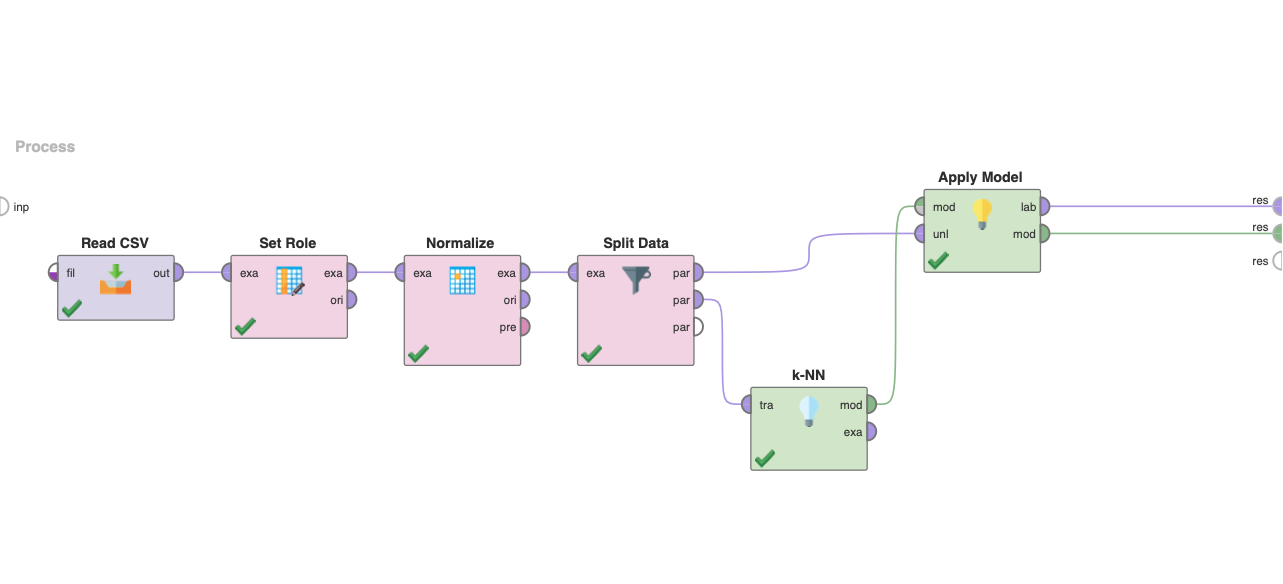 Process
inp
Read CSV
fil
out
Set Role
exa
exa
ori
Normalize
exa
exa
ori
pre
Split Data
exa
par
par
par
k-NN
tra
mod
exa
Apply Model
mod
lab
unl
mod
res
res
res